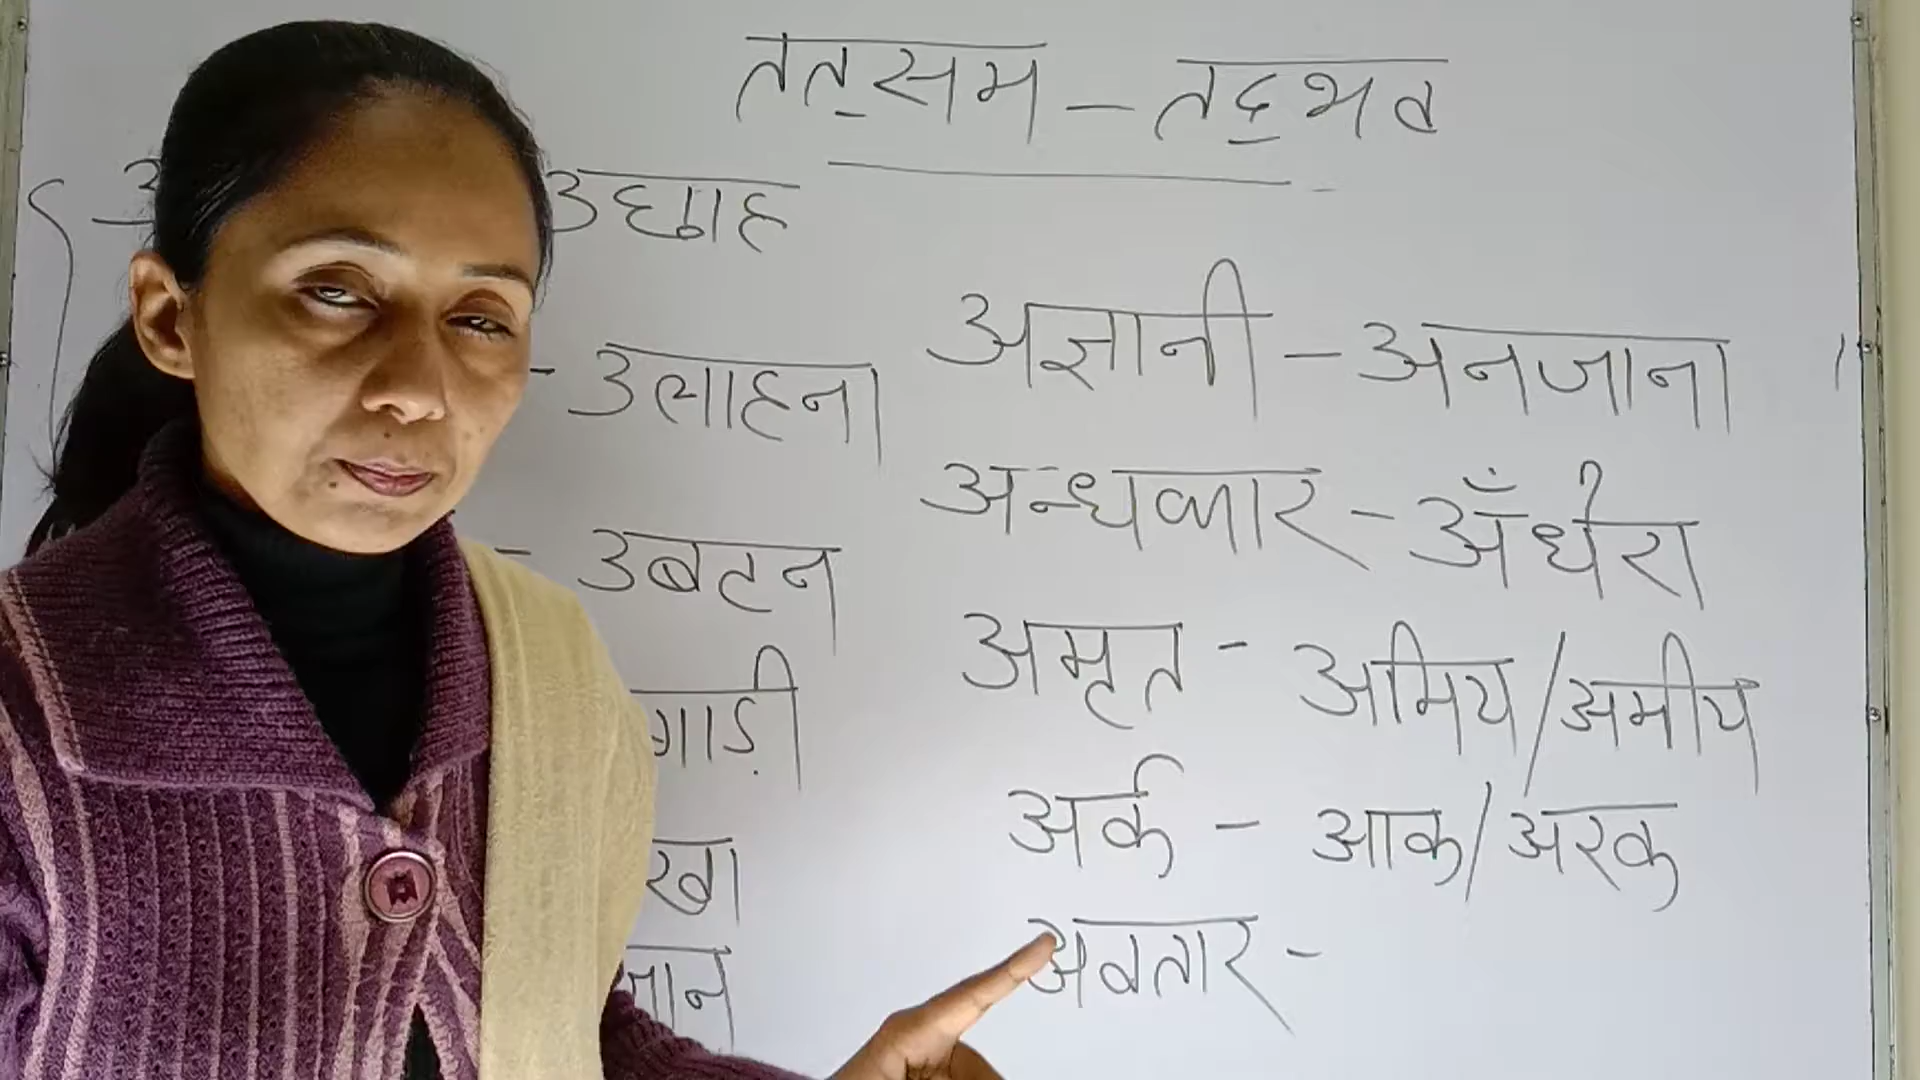 तत्सम – तद्भव
उद्याह
- उलाहना
- उबटन
गाड़ी
खा
जान
अज्ञानी – अनजाना
अन्धकार – अँधेरा
अमृत - अमिय/अमीय
अर्क - आक/अरक
अवतार -